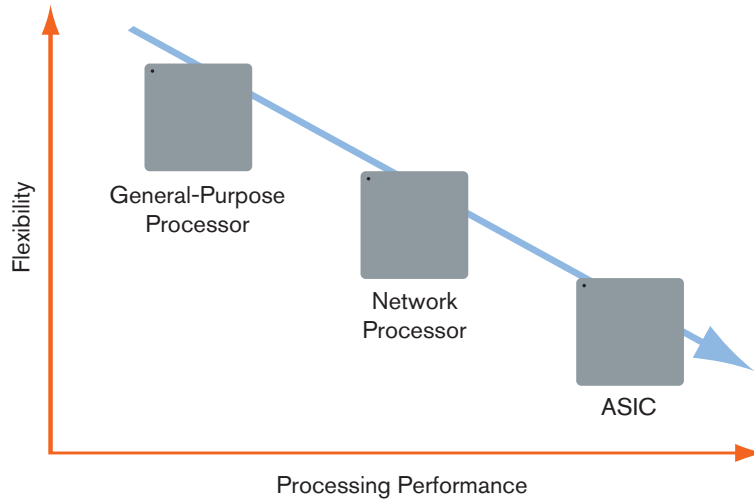 Flexibility
General-Purpose
Processor
Network
Processor
ASIC
Processing Performance